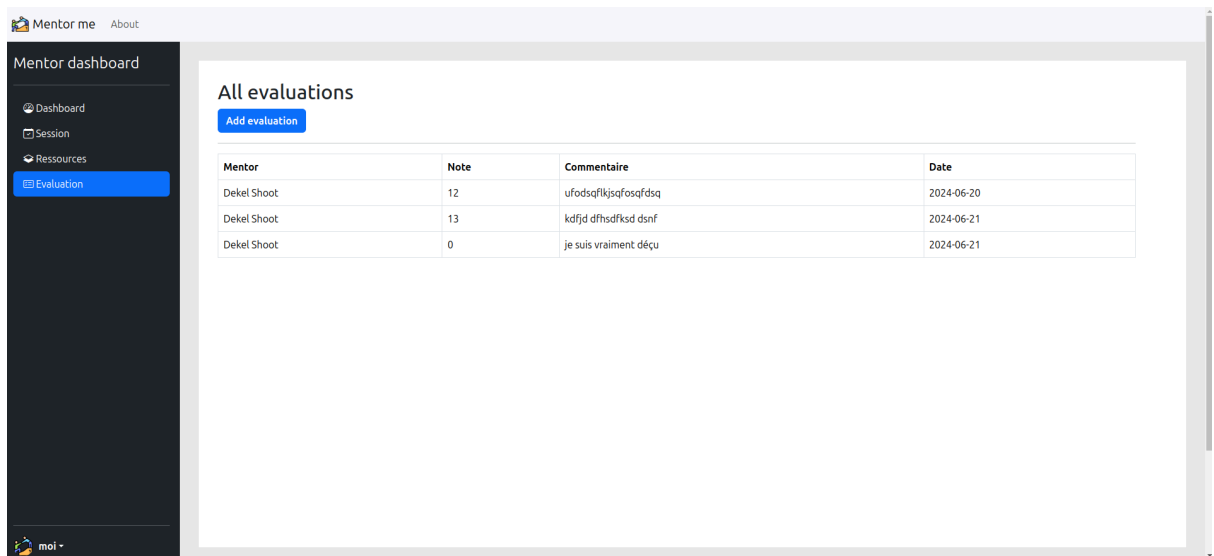 Mentor me About
Mentor dashboard
Dashboard
Session
Ressources
Evaluation
All evaluations
Add evaluation
Mentor Note Commentaire Date
Dekel Shoot 12 ufodsqflkjsqfosqfdsq 2024-06-20
Dekel Shoot 13 kdfjd dfhsdfksd dsnf 2024-06-21
Dekel Shoot 0 je suis vraiment déçu 2024-06-21
moi